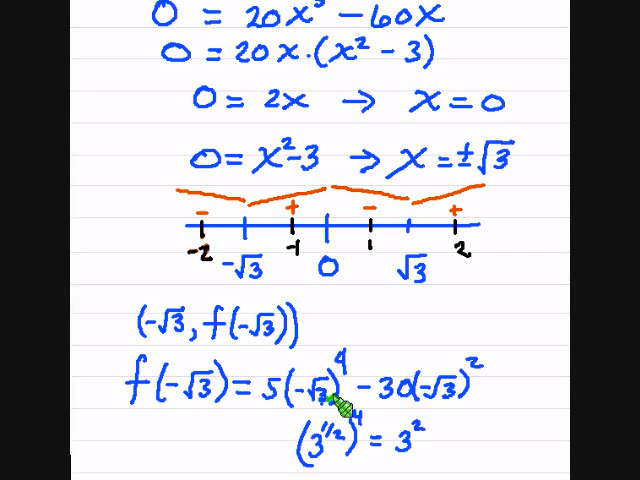 0 = 20x³ - 60x
0 = 20x·(x² - 3)
0 = 2x → x = 0
0 = x² - 3 → x = ±√3
- + - +
-2 -√3 -1 0 1 √3 2
(-√3, f(-√3))
f(-√3) = 5(-√3)⁴ - 30(-√3)²
(3^1/2)⁴ = 3²